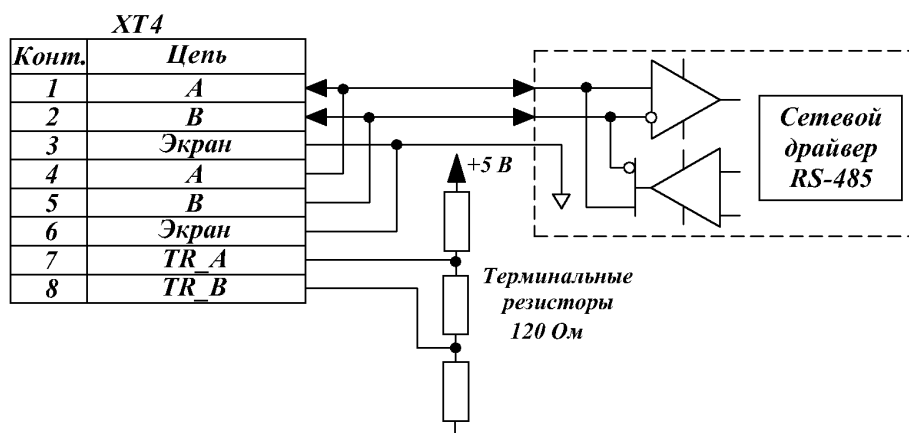 XT4
Конт. Цепь
1 A
2 B
3 Экран
4 A
5 B
6 Экран
7 TR_A
8 TR_B
+5 В
Терминальные
резисторы
120 Ом
Сетевой
драйвер
RS-485